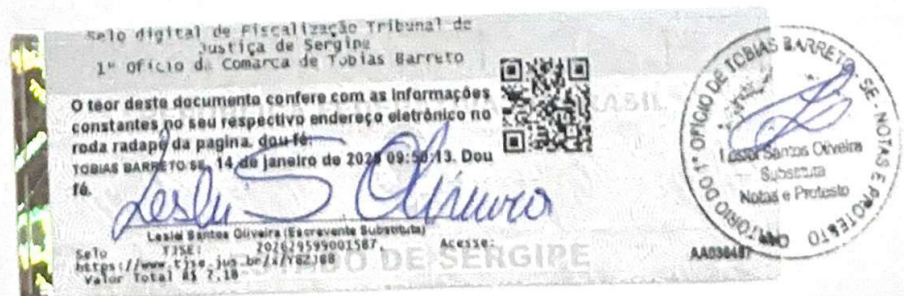 Selo digital de Fiscalização Tribunal de
Justiça de Sergipe
1º Ofício da Comarca de Tobias Barreto
O teor deste documento confere com as informações
constantes no seu respectivo endereço eletrônico no
roda radapé da pagina. dou fé.
TOBIAS BARRETO SE, 14 de janeiro de 09:50:13. Dou
fé.
Leslei Santos Oliveira (Escrevente Substituta)
Selo TJSE: 202629599001587. Acesse:
https://www.tjse.jus.br/x/
Valor Total R$ 7,18
ESTADO DE SERGIPE
BRASIL
CARTÓRIO DO 1º OFÍCIO DE TOBIAS BARRETO - SE - NOTAS E PROTESTO
Santos Oliveira
Substituta
Notas e Protesto